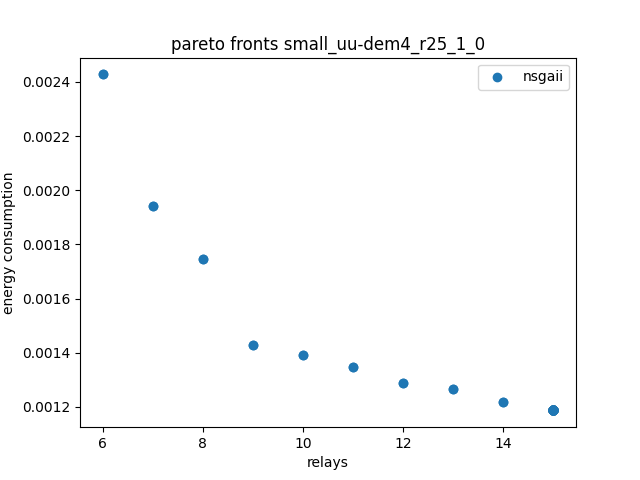 pareto fronts small_uu-dem4_r25_1_0
nsgaii
energy consumption
0.0024
0.0022
0.0020
0.0018
0.0016
0.0014
0.0012
6 8 10 12 14
relays